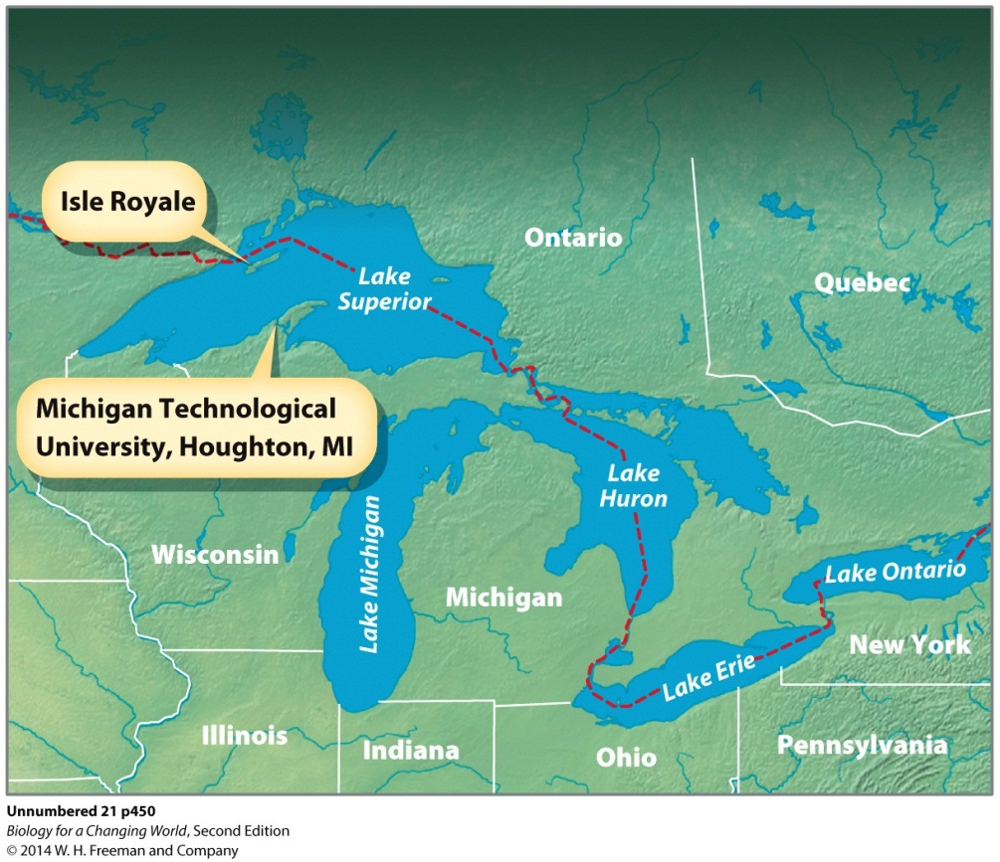 Isle Royale
Ontario
Quebec
Lake
Superior
Michigan Technological
University, Houghton, MI
Lake
Huron
Wisconsin
Lake Michigan
Michigan
Lake Ontario
New York
Lake Erie
Illinois
Indiana
Ohio
Pennsylvania
Unnumbered 21 p450
Biology for a Changing World, Second Edition
© 2014 W. H. Freeman and Company